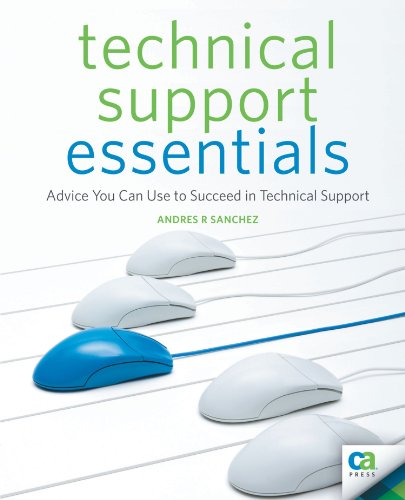 technical
support
essentials
Advice You Can Use to Succeed in Technical Support
ANDRES R SANCHEZ
ca
PRESS